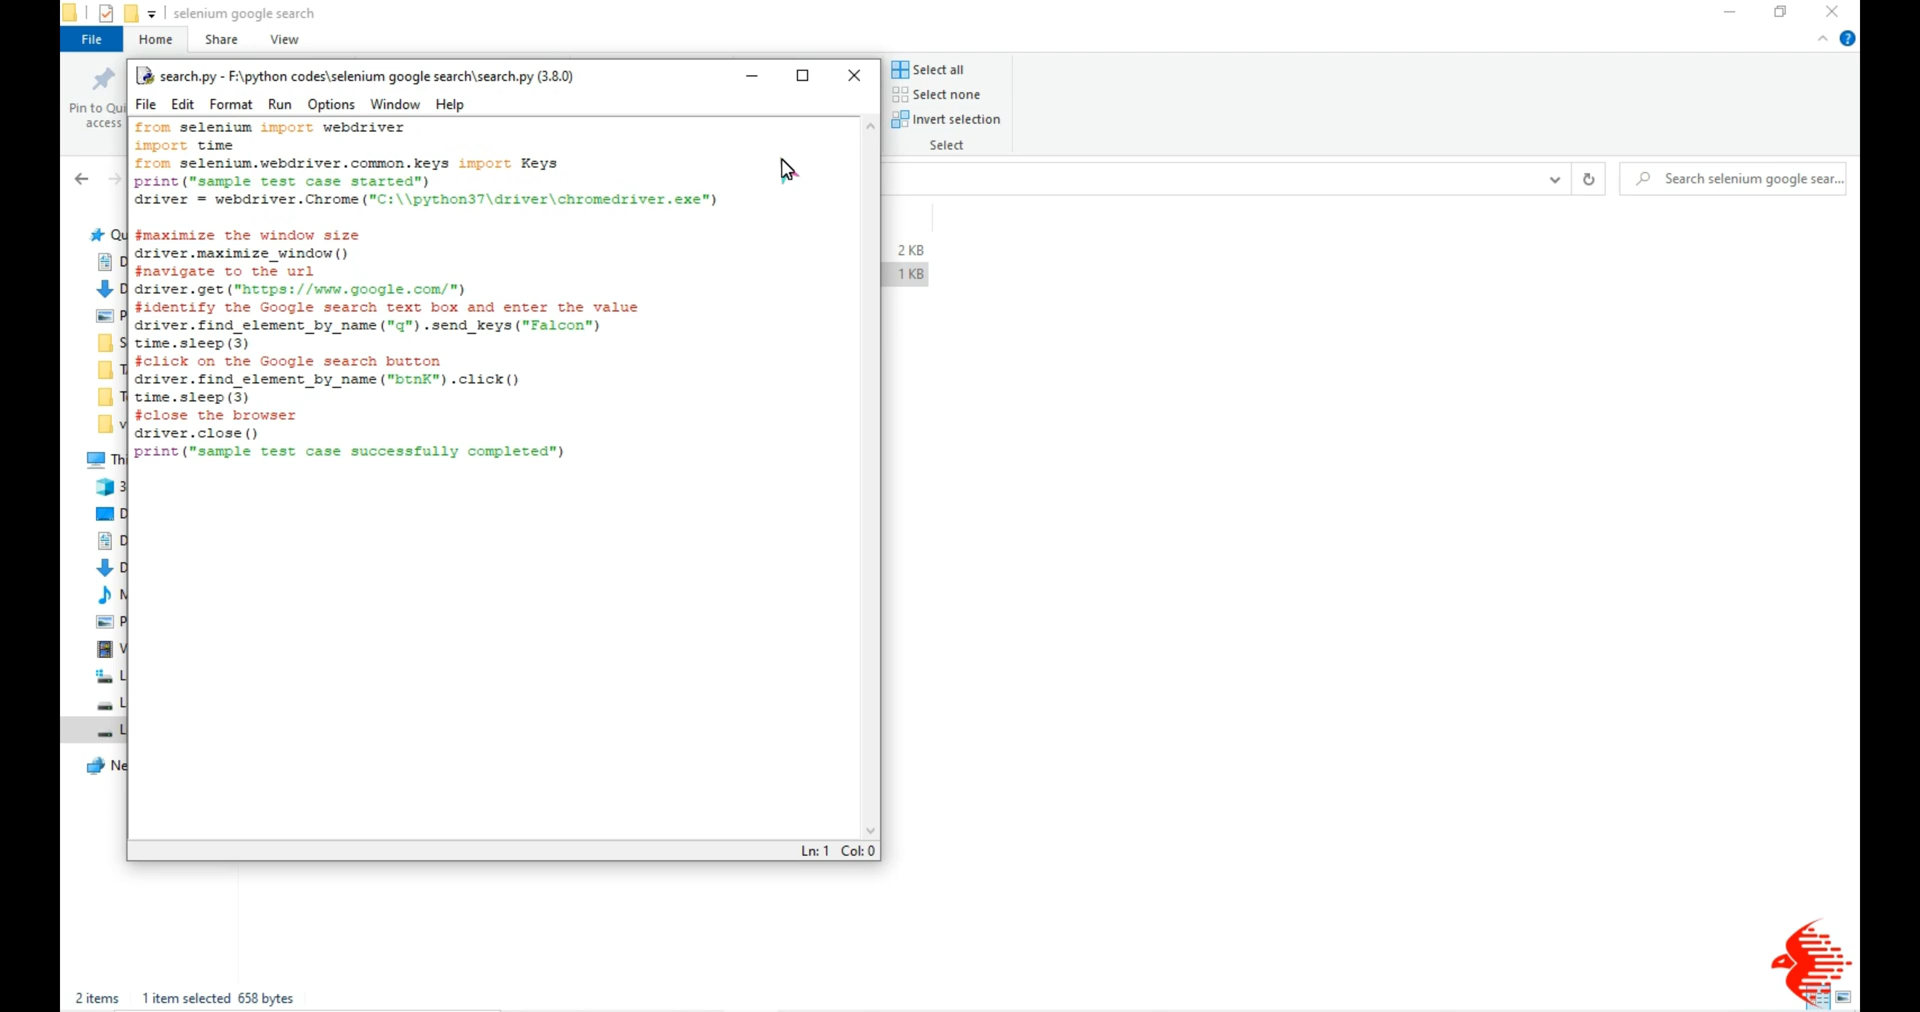 selenium google search
File Home Share View
Pin to Qui
access
Select all
Select none
Invert selection
Select
search.py - F:\python codes\selenium google search\search.py (3.8.0)
File Edit Format Run Options Window Help
from selenium import webdriver
import time
from selenium.webdriver.common.keys import Keys
print("sample test case started")
driver = webdriver.Chrome("C:\\python37\driver\chromedriver.exe")
#maximize the window size
driver.maximize_window()
#navigate to the url
driver.get("https://www.google.com/")
#identify the Google search text box and enter the value
driver.find_element_by_name("q").send_keys("Falcon")
time.sleep(3)
#click on the Google search button
driver.find_element_by_name("btnK").click()
time.sleep(3)
#close the browser
driver.close()
print("sample test case successfully completed")
Ln: 1 Col: 0
Search selenium google sear...
2 KB
1 KB
Qu
D
D
P
S
T
v
Thi
3
D
D
D
M
P
V
L
L
L
Ne
2 items 1 item selected 658 bytes